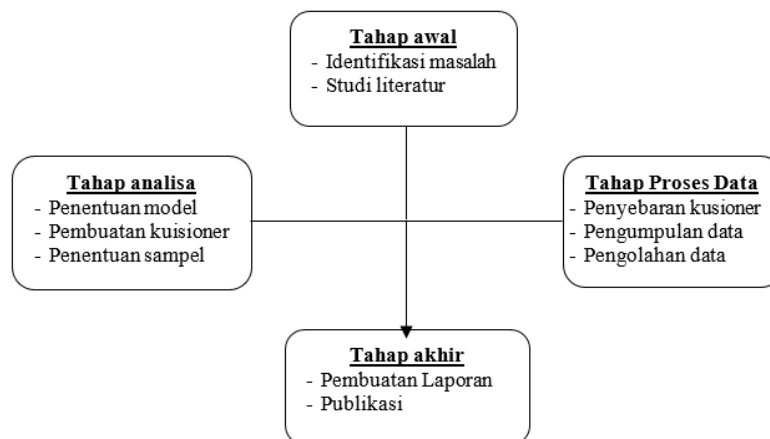 Tahap awal
- Identifikasi masalah
- Studi literatur
Tahap analisa
- Penentuan model
- Pembuatan kuisioner
- Penentuan sampel
Tahap Proses Data
- Penyebaran kusioner
- Pengumpulan data
- Pengolahan data
Tahap akhir
- Pembuatan Laporan
- Publikasi